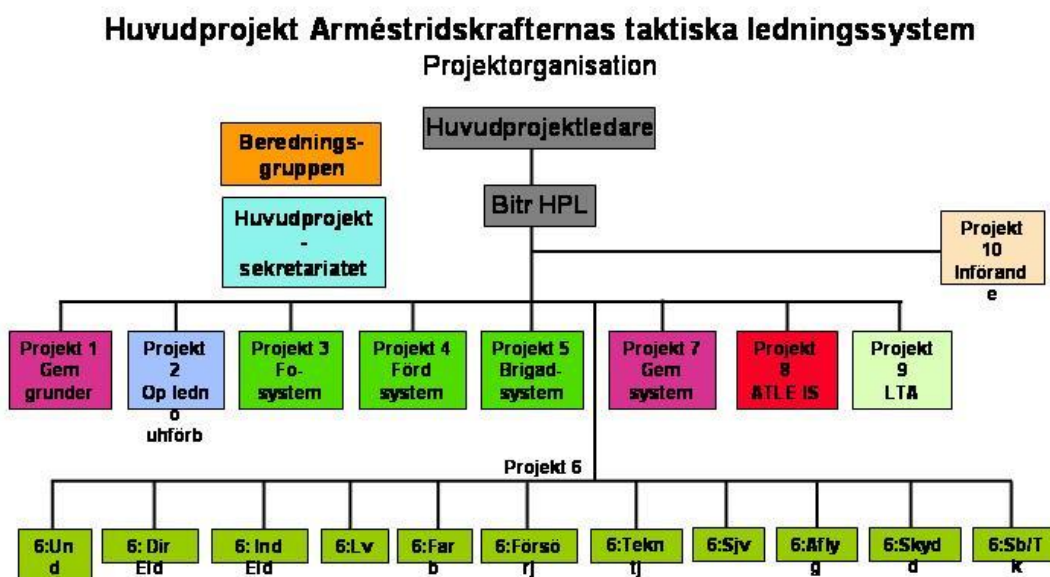 Huvudprojekt Arméstridskrafternas taktiska ledningssystem
Projektorganisation
Huvudprojektledare
Berednings-
gruppen
Bitr HPL
Huvudprojekt
-
sekretariatet
Projekt
10
Införand
e
Projekt 1
Gem
grunder
Projekt
2
Op ledn
o
uhförb
Projekt 3
Fo-
system
Projekt 4
Förd
system
Projekt 5
Brigad-
system
Projekt 7
Gem
system
Projekt
8
ATLE IS
Projekt
9
LTA
Projekt 6
6:Un
d
6: Dir
Eld
6: Ind
Eld
6:Lv
6:Far
b
6:Försö
rj
6:Tekn
tj
6:Sjv
6:Afly
g
6:Skyd
d
6:Sb/T
k